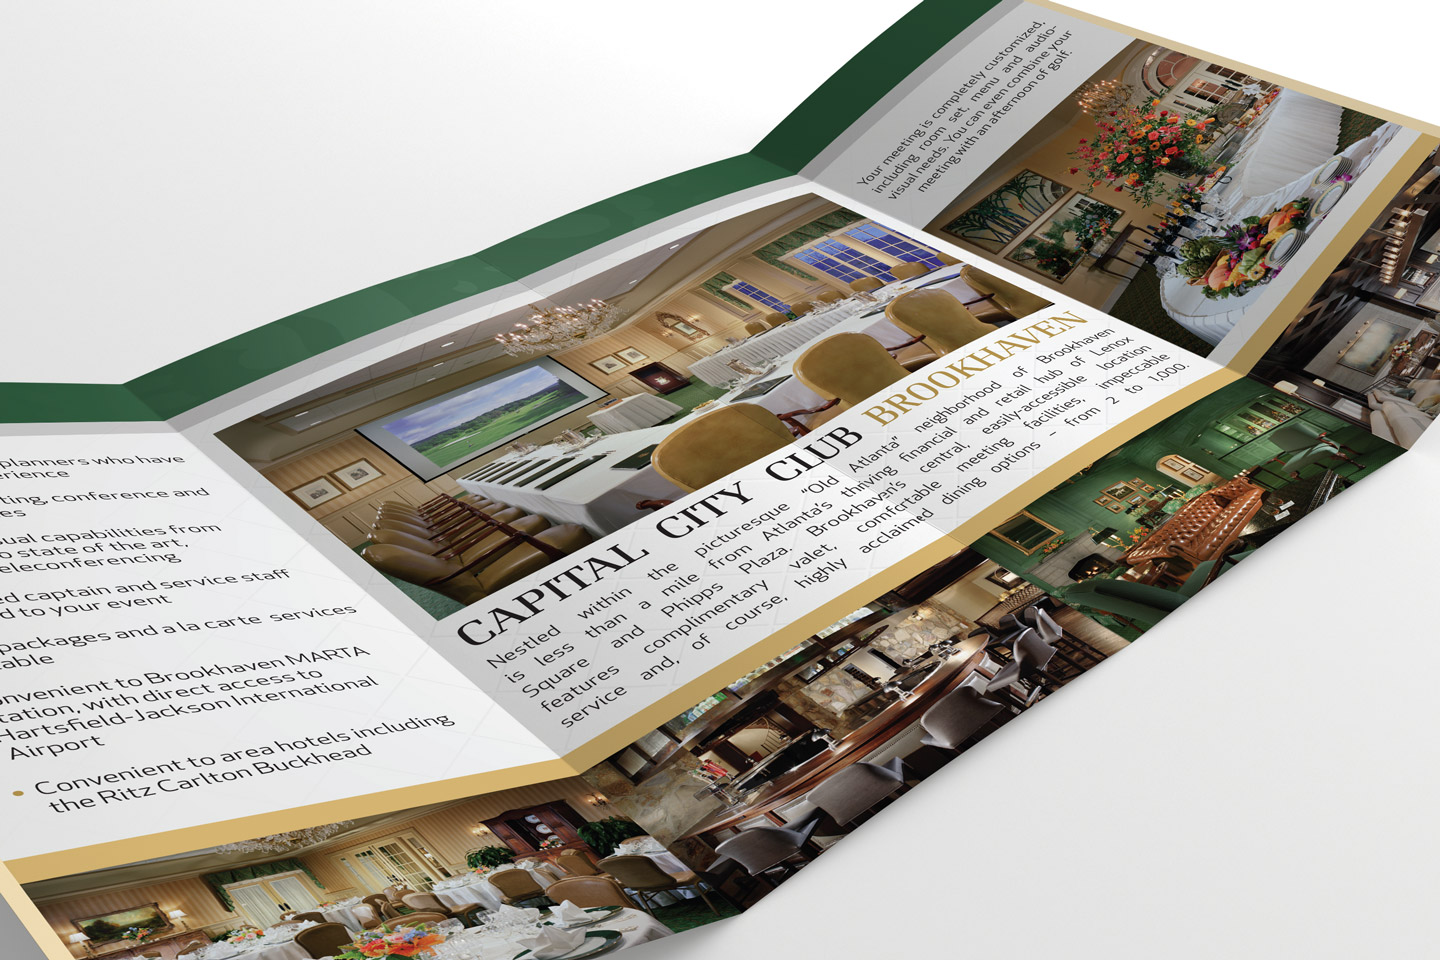 planners who have
erience
ting, conference and
es
ual capabilities from
o state of the art,
eleconferencing
ed captain and service staff
d to your event
packages and a la carte services
able
onvenient to Brookhaven MARTA
tation, with direct access to
Hartsfield-Jackson International
Airport
• Convenient to area hotels including
the Ritz Carlton Buckhead
CAPITAL CITY CLUB BROOKHAVEN
Nestled within the picturesque “Old Atlanta” neighborhood of Brookhaven
is less than a mile from Atlanta's thriving financial and retail hub of Lenox
Square and Phipps Plaza, Brookhaven's central, easily-accessible location
features complimentary valet, comfortable meeting facilities, impeccable
service and, of course, highly acclaimed dining options – from 2 to 1,000.
Your meeting is completely customized,
including room set, menu and audio-
visual needs. You can even combine your
meeting with an afternoon of golf.